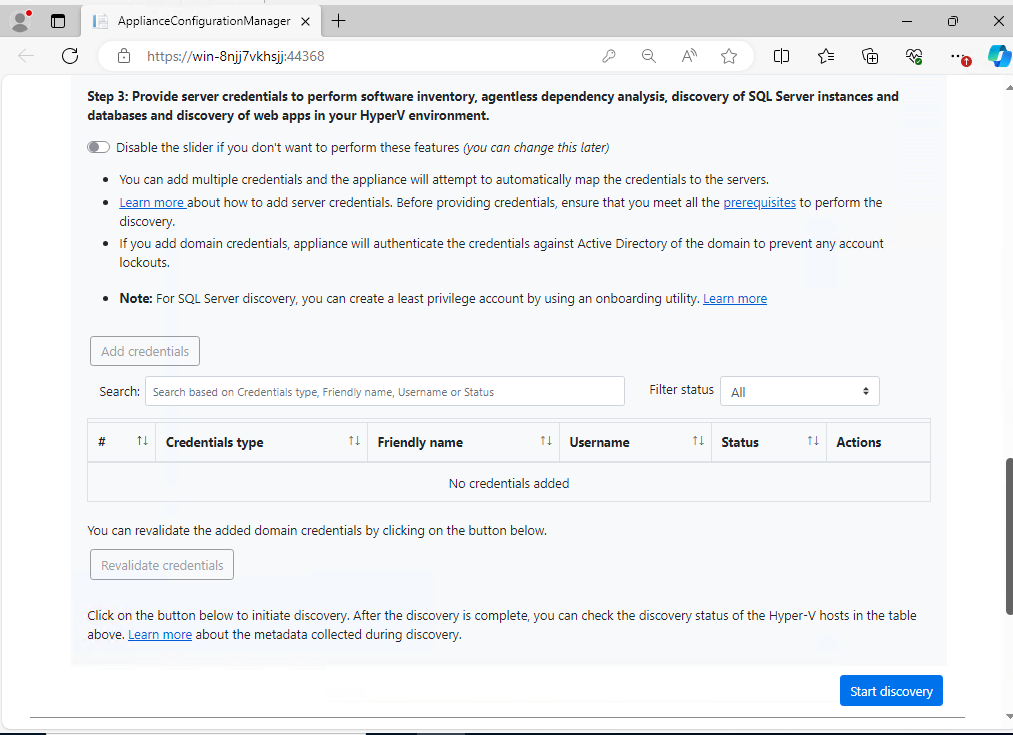 ApplianceConfigurationManager
https://win-8njj7vkhsjj:44368
Step 3: Provide server credentials to perform software inventory, agentless dependency analysis, discovery of SQL Server instances and
databases and discovery of web apps in your HyperV environment.
Disable the slider if you don't want to perform these features (you can change this later)
• You can add multiple credentials and the appliance will attempt to automatically map the credentials to the servers.
• Learn more about how to add server credentials. Before providing credentials, ensure that you meet all the prerequisites to perform the
discovery.
• If you add domain credentials, appliance will authenticate the credentials against Active Directory of the domain to prevent any account
lockouts.
• Note: For SQL Server discovery, you can create a least privilege account by using an onboarding utility. Learn more
Add credentials
Search: Search based on Credentials type, Friendly name, Username or Status Filter status All
# Credentials type Friendly name Username Status Actions
No credentials added
You can revalidate the added domain credentials by clicking on the button below.
Revalidate credentials
Click on the button below to initiate discovery. After the discovery is complete, you can check the discovery status of the Hyper-V hosts in the table
above. Learn more about the metadata collected during discovery.
Start discovery